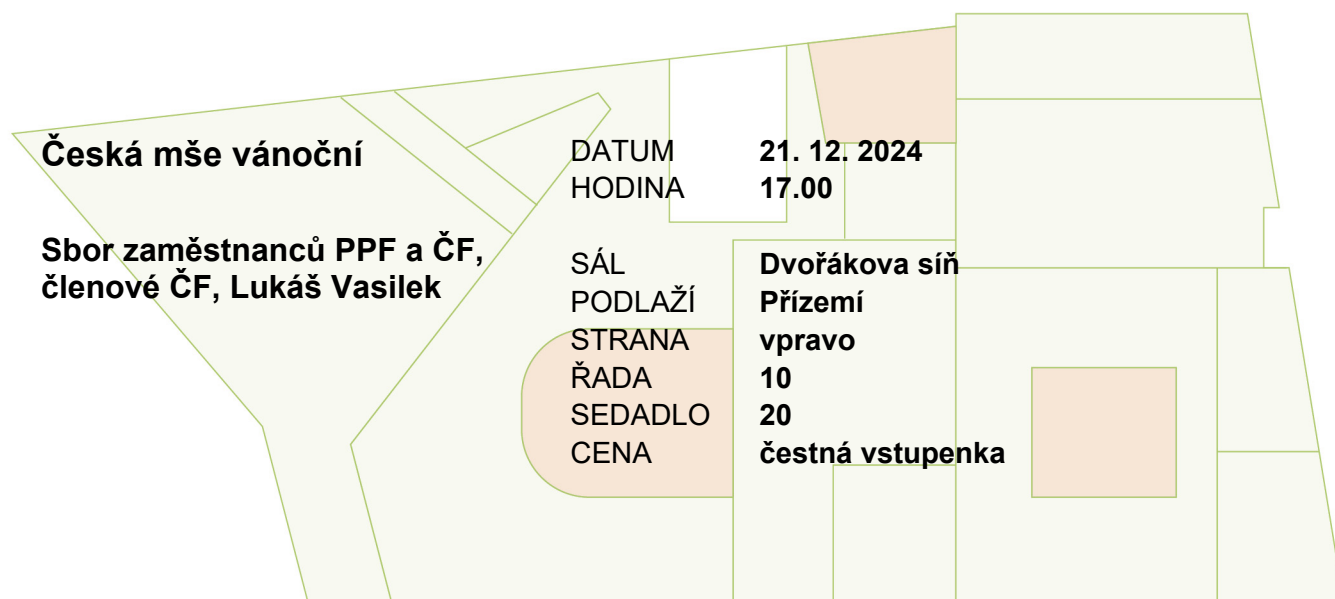 Česká mše vánoční
Sbor zaměstnanců PPF a ČF,
členové ČF, Lukáš Vasilek
DATUM 21. 12. 2024
HODINA 17.00
SÁL Dvořákova síň
PODLAŽÍ Přízemí
STRANA vpravo
ŘADA 10
SEDADLO 20
CENA čestná vstupenka